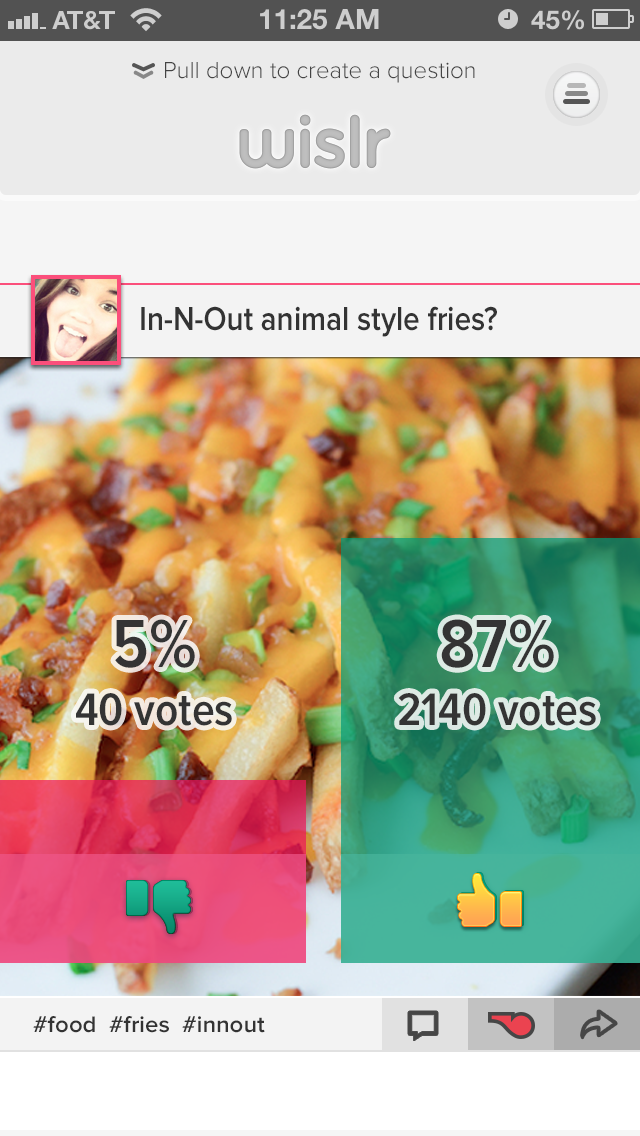 AT&T 11:25 AM 45%
Pull down to create a question
wislr
In-N-Out animal style fries?
5%
40 votes
87%
2140 votes
#food #fries #innout